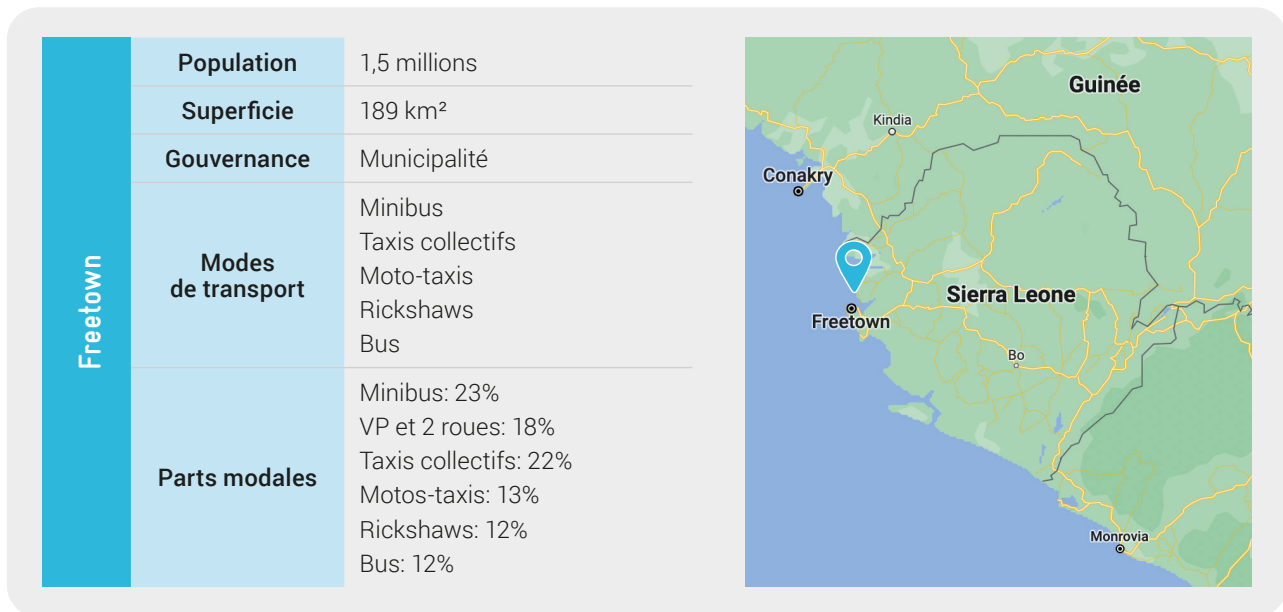 Freetown
Population
1,5 millions
Superficie
189 km²
Gouvernance
Municipalité
Modes
de transport
Minibus
Taxis collectifs
Moto-taxis
Rickshaws
Bus
Parts modales
Minibus: 23%
VP et 2 roues: 18%
Taxis collectifs: 22%
Motos-taxis: 13%
Rickshaws: 12%
Bus: 12%
Guinée
Kindia
Conakry
Sierra Leone
Freetown
Bo
Monrovia